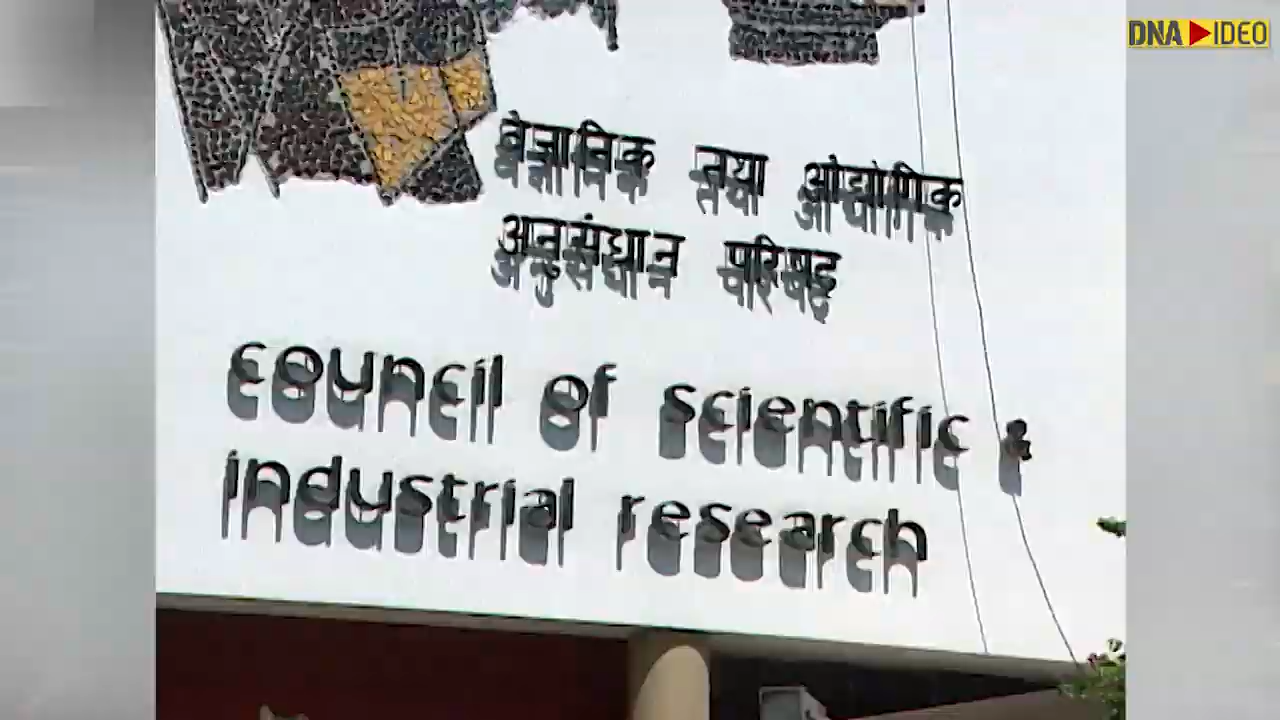 DNA VIDEO
वैज्ञानिक तथा औद्योगिक
अनुसंधान परिषद्
council of scientific &
industrial research